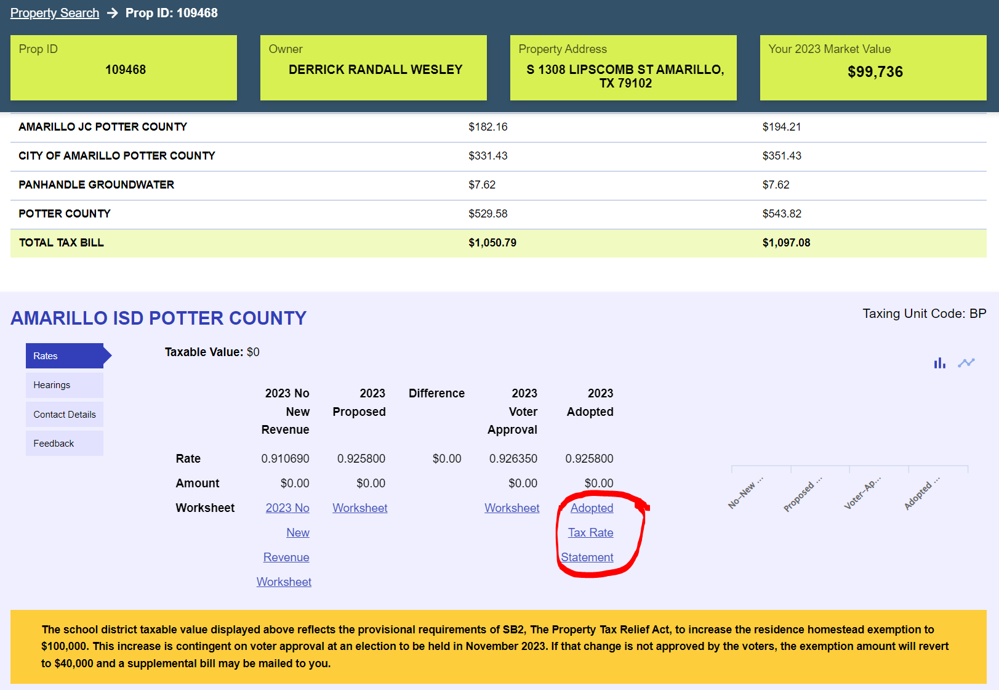 Property Search → Prop ID: 109468
Prop ID
109468
Owner
DERRICK RANDALL WESLEY
Property Address
S 1308 LIPSCOMB ST AMARILLO,
TX 79102
Your 2023 Market Value
$99,736
AMARILLO JC POTTER COUNTY $182.16 $194.21
CITY OF AMARILLO POTTER COUNTY $331.43 $351.43
PANHANDLE GROUNDWATER $7.62 $7.62
POTTER COUNTY $529.58 $543.82
TOTAL TAX BILL $1,050.79 $1,097.08
AMARILLO ISD POTTER COUNTY
Taxing Unit Code: BP
Rates
Hearings
Contact Details
Feedback
Taxable Value: $0
2023 No New Revenue
2023 Proposed
Difference
2023 Voter Approval
2023 Adopted
Rate 0.910690 0.925800 $0.00 0.926350 0.925800
Amount $0.00 $0.00 $0.00 $0.00
Worksheet
2023 No
New
Revenue
Worksheet
Worksheet
Worksheet
Adopted
Tax Rate
Statement
No-New ...
Proposed ...
Voter-Ap...
Adopted ...
The school district taxable value displayed above reflects the provisional requirements of SB2, The Property Tax Relief Act, to increase the residence homestead exemption to
$100,000. This increase is contingent on voter approval at an election to be held in November 2023. If that change is not approved by the voters, the exemption amount will revert
to $40,000 and a supplemental bill may be mailed to you.